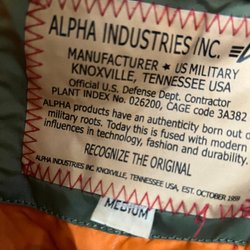 ALPHA INDUSTRIES INC.
MANUFACTURER ★ US MILITARY
KNOXVILLE, TENNESSEE USA
Official U.S. Defense Dept. Contractor
PLANT INDEX No. 026200, CAGE code 3A382
ALPHA products have an authenticity born out o
military roots. Today this is fused with modern
influences in technology, fashion and durability.
RECOGNIZE THE ORIGINAL
ALPHA INDUSTRIES INC KNOXVILLE, TENNESSEE USA, EST. OCTOBER 1959
MEDIUM